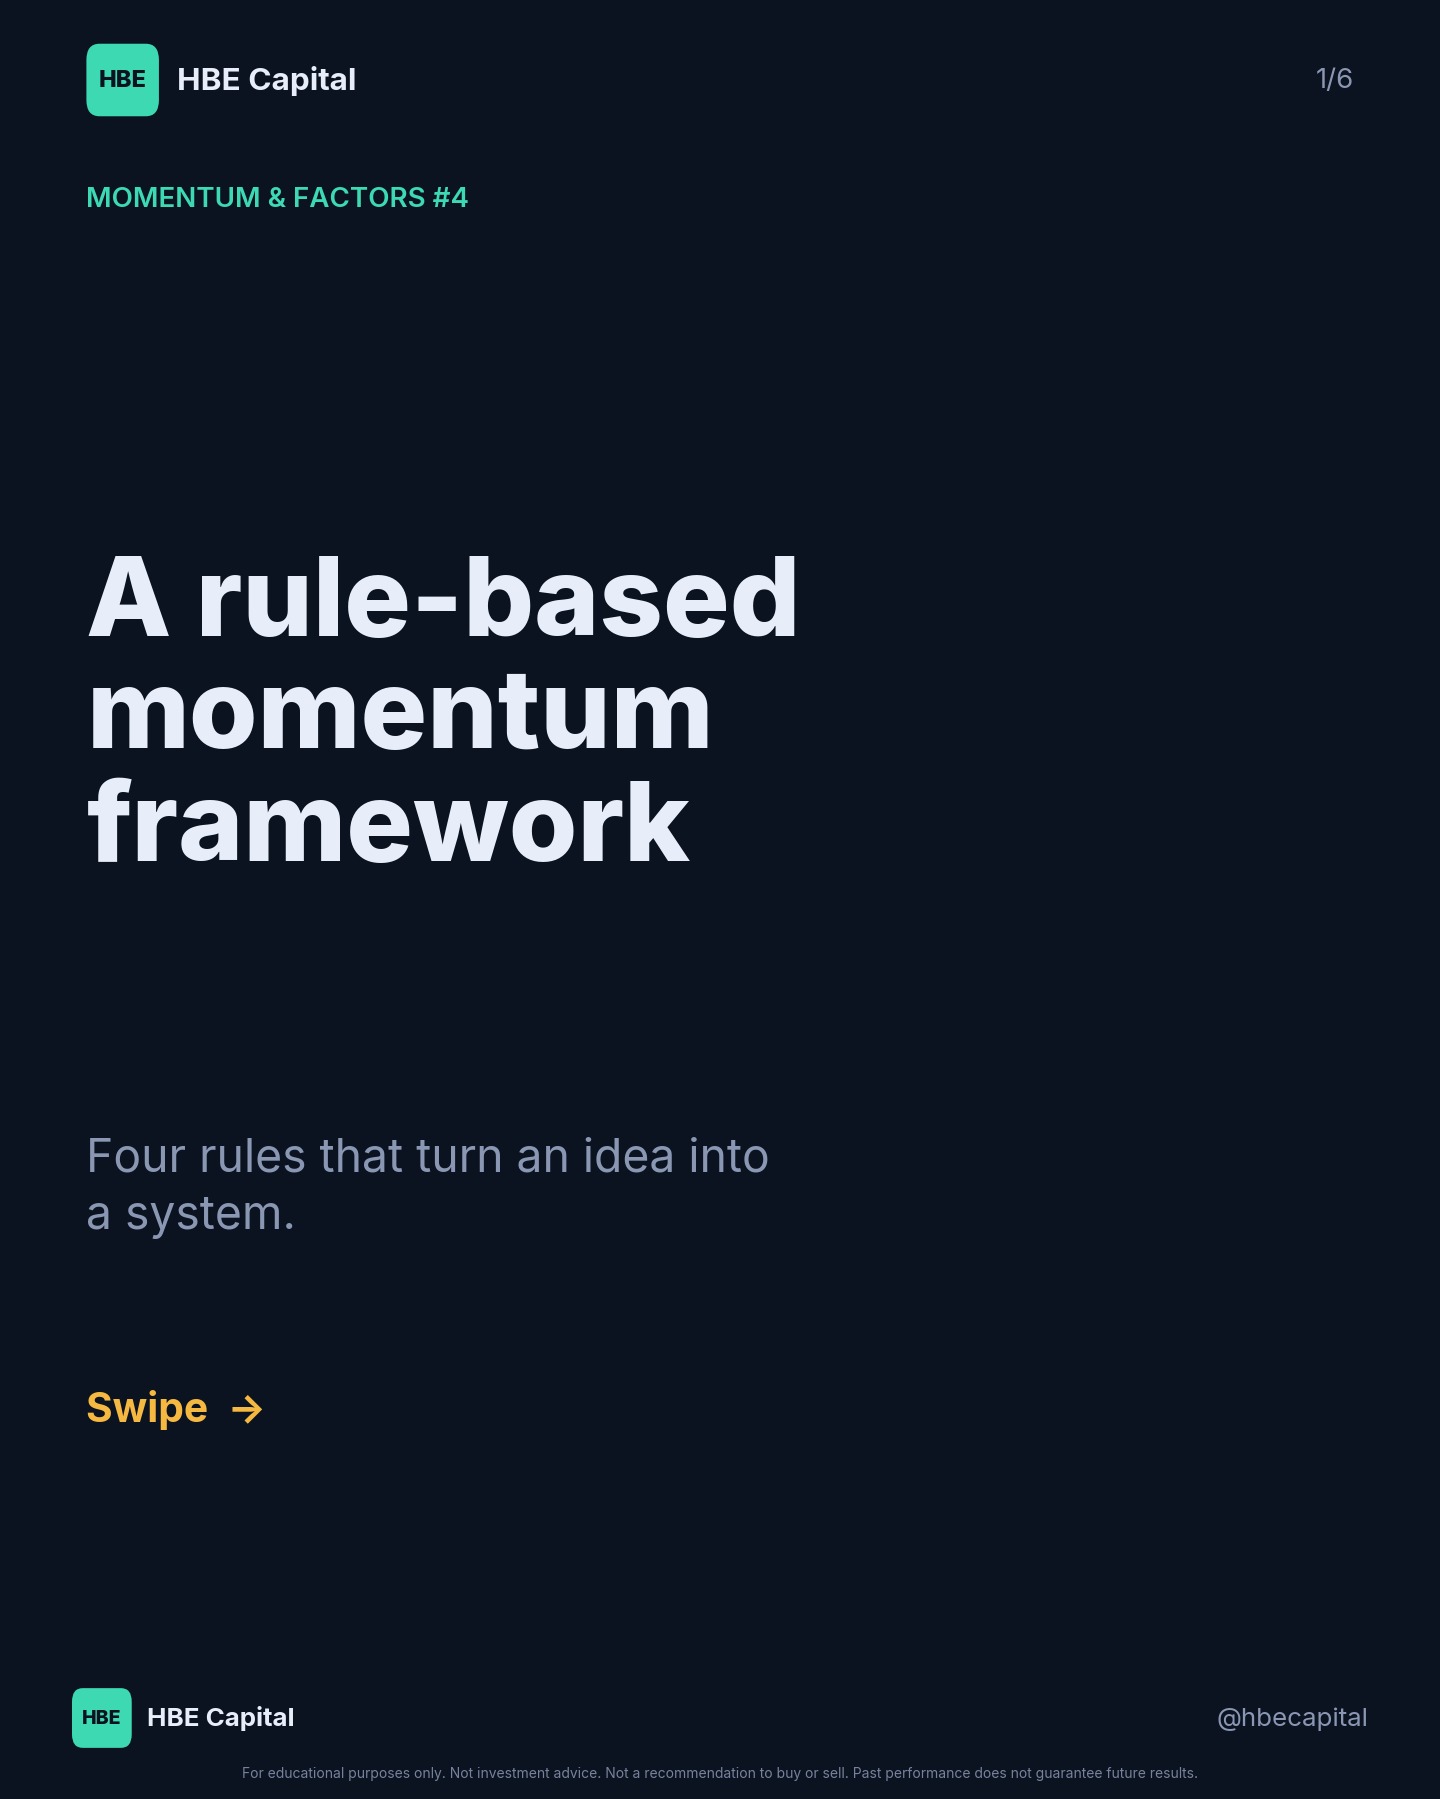 HBE HBE Capital 1/6
MOMENTUM & FACTORS #4
A rule-based
momentum
framework
Four rules that turn an idea into
a system.
Swipe →
HBE HBE Capital @hbecapital
For educational purposes only. Not investment advice. Not a recommendation to buy or sell. Past performance does not guarantee future results.